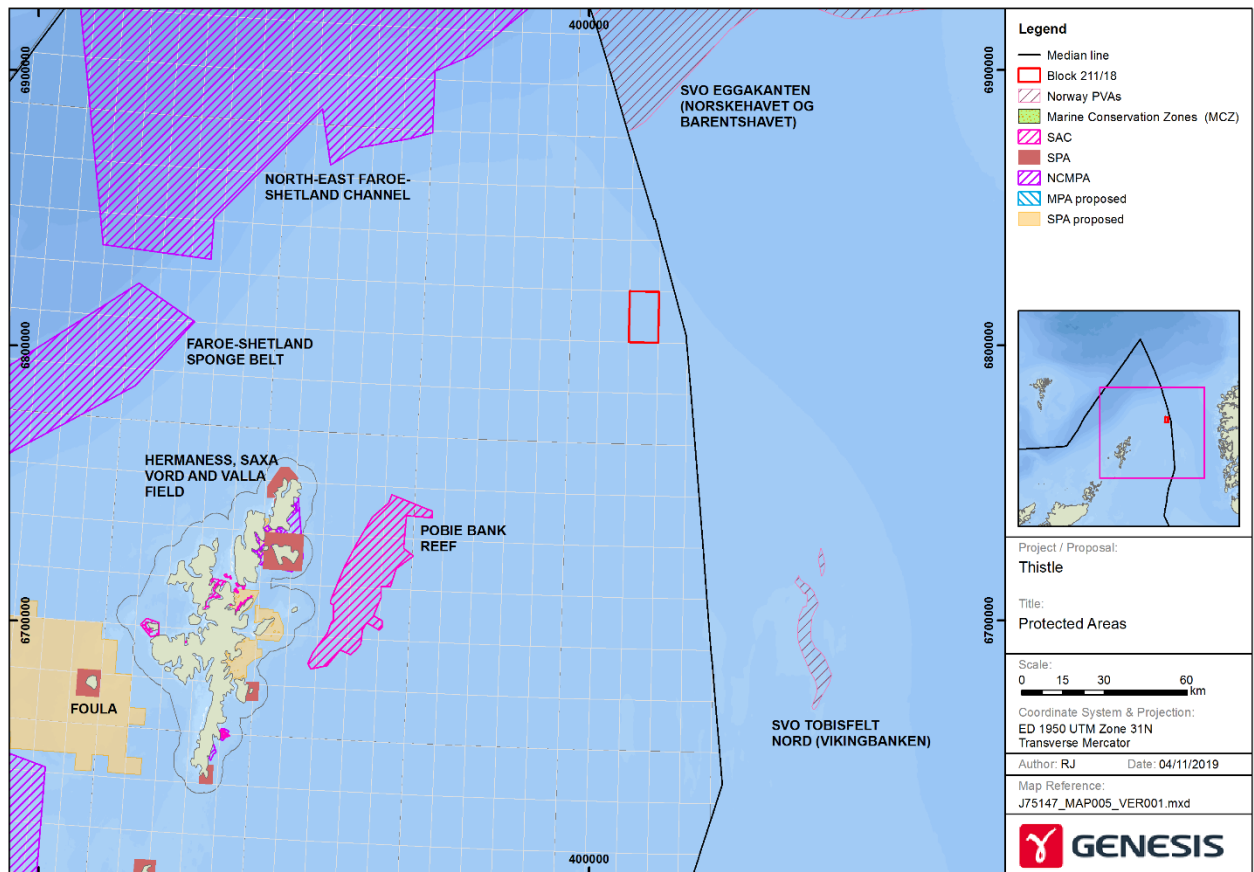 400000
6900000
6900000
SVO EGGAKANTEN
(NORSKEHAVET OG
BARENTSHAVET)
NORTH-EAST FAROE-
SHETLAND CHANNEL
6800000
6800000
FAROE-SHETLAND
SPONGE BELT
HERMANESS, SAXA
VORD AND VALLA
FIELD
POBIE BANK
REEF
6700000
6700000
FOULA
SVO TOBISFELT
NORD (VIKINGBANKEN)
400000
Legend
Median line
Block 211/18
Norway PVAs
Marine Conservation Zones (MCZ)
SAC
SPA
NCMPA
MPA proposed
SPA proposed
Project / Proposal:
Thistle
Title:
Protected Areas
Scale:
0 15 30 60
km
Coordinate System & Projection:
ED 1950 UTM Zone 31N
Transverse Mercator
Author: RJ Date: 04/11/2019
Map Reference:
J75147_MAP005_VER001.mxd
GENESIS